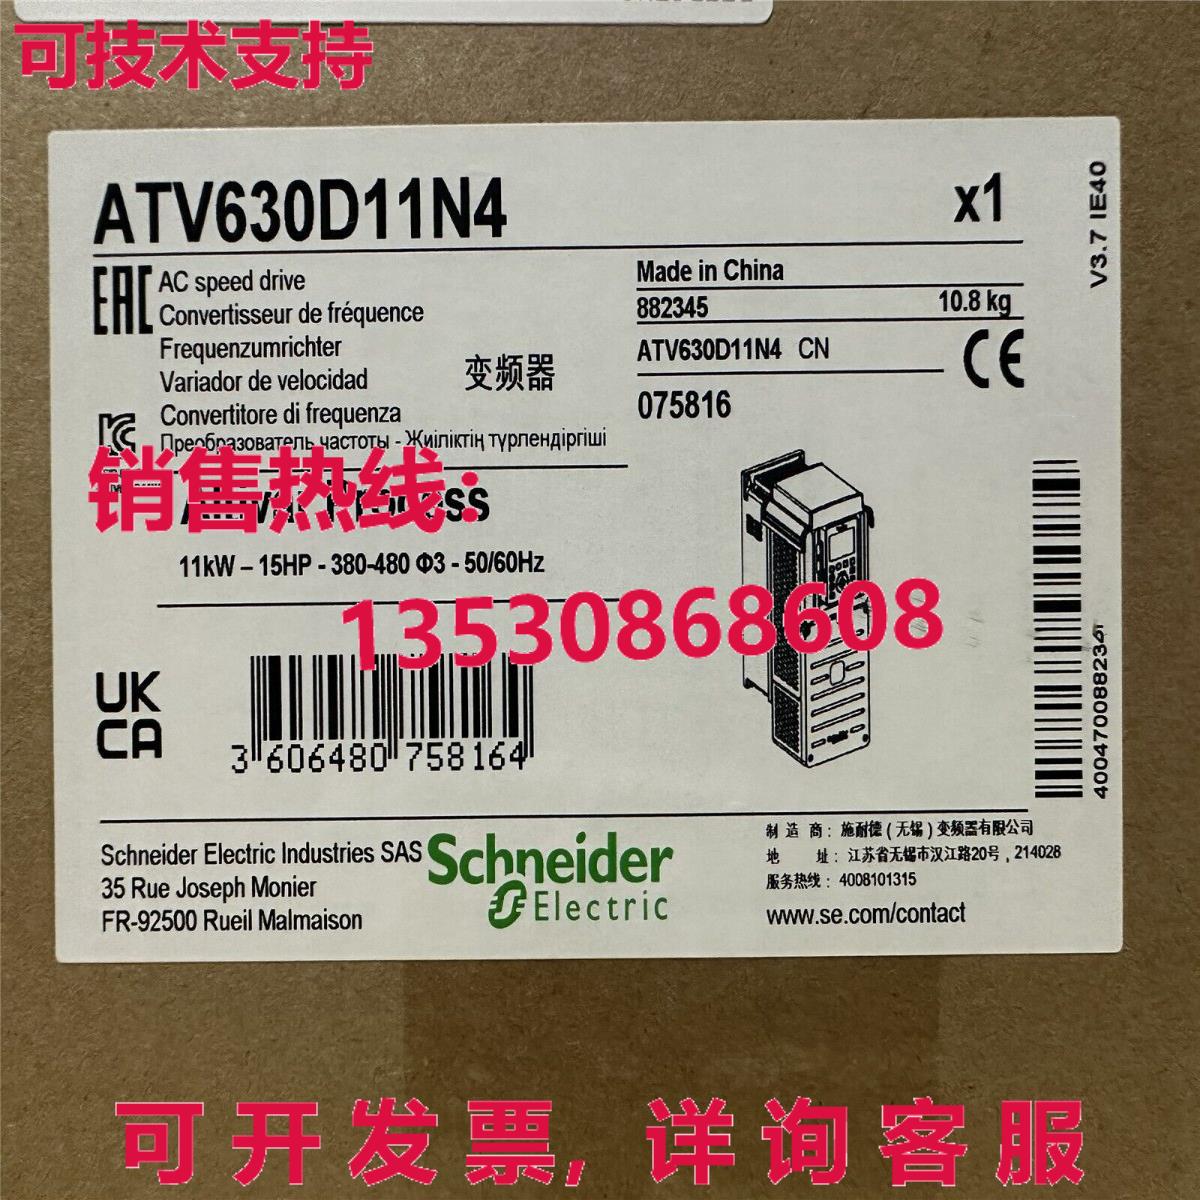 可技术支持
ATV630D11N4
x1
V3.7 IE40
EAC
AC speed drive
Convertisseur de fréquence
Frequenzumrichter
Variador de velocidad
变频器
Convertitore di frequenza
Преобразователь частоты - Жиіліктің түрлендіргіші
Made in China
882345
10.8 kg
ATV630D11N4 CN
CE
075816
销售热线:
Process
11kW – 15HP - 380-480 Φ3 - 50/60Hz
13530868608
UK
CA
3 606480 758164
Schneider Electric Industries SAS
35 Rue Joseph Monier
FR-92500 Rueil Malmaison
Schneider
Electric
制 造 商: 施耐德(无锡)变频器有限公司
地 址: 江苏省无锡市汉江路20号, 214028
服务热线: 4008101315
www.se.com/contact
可开发票, 详询客服